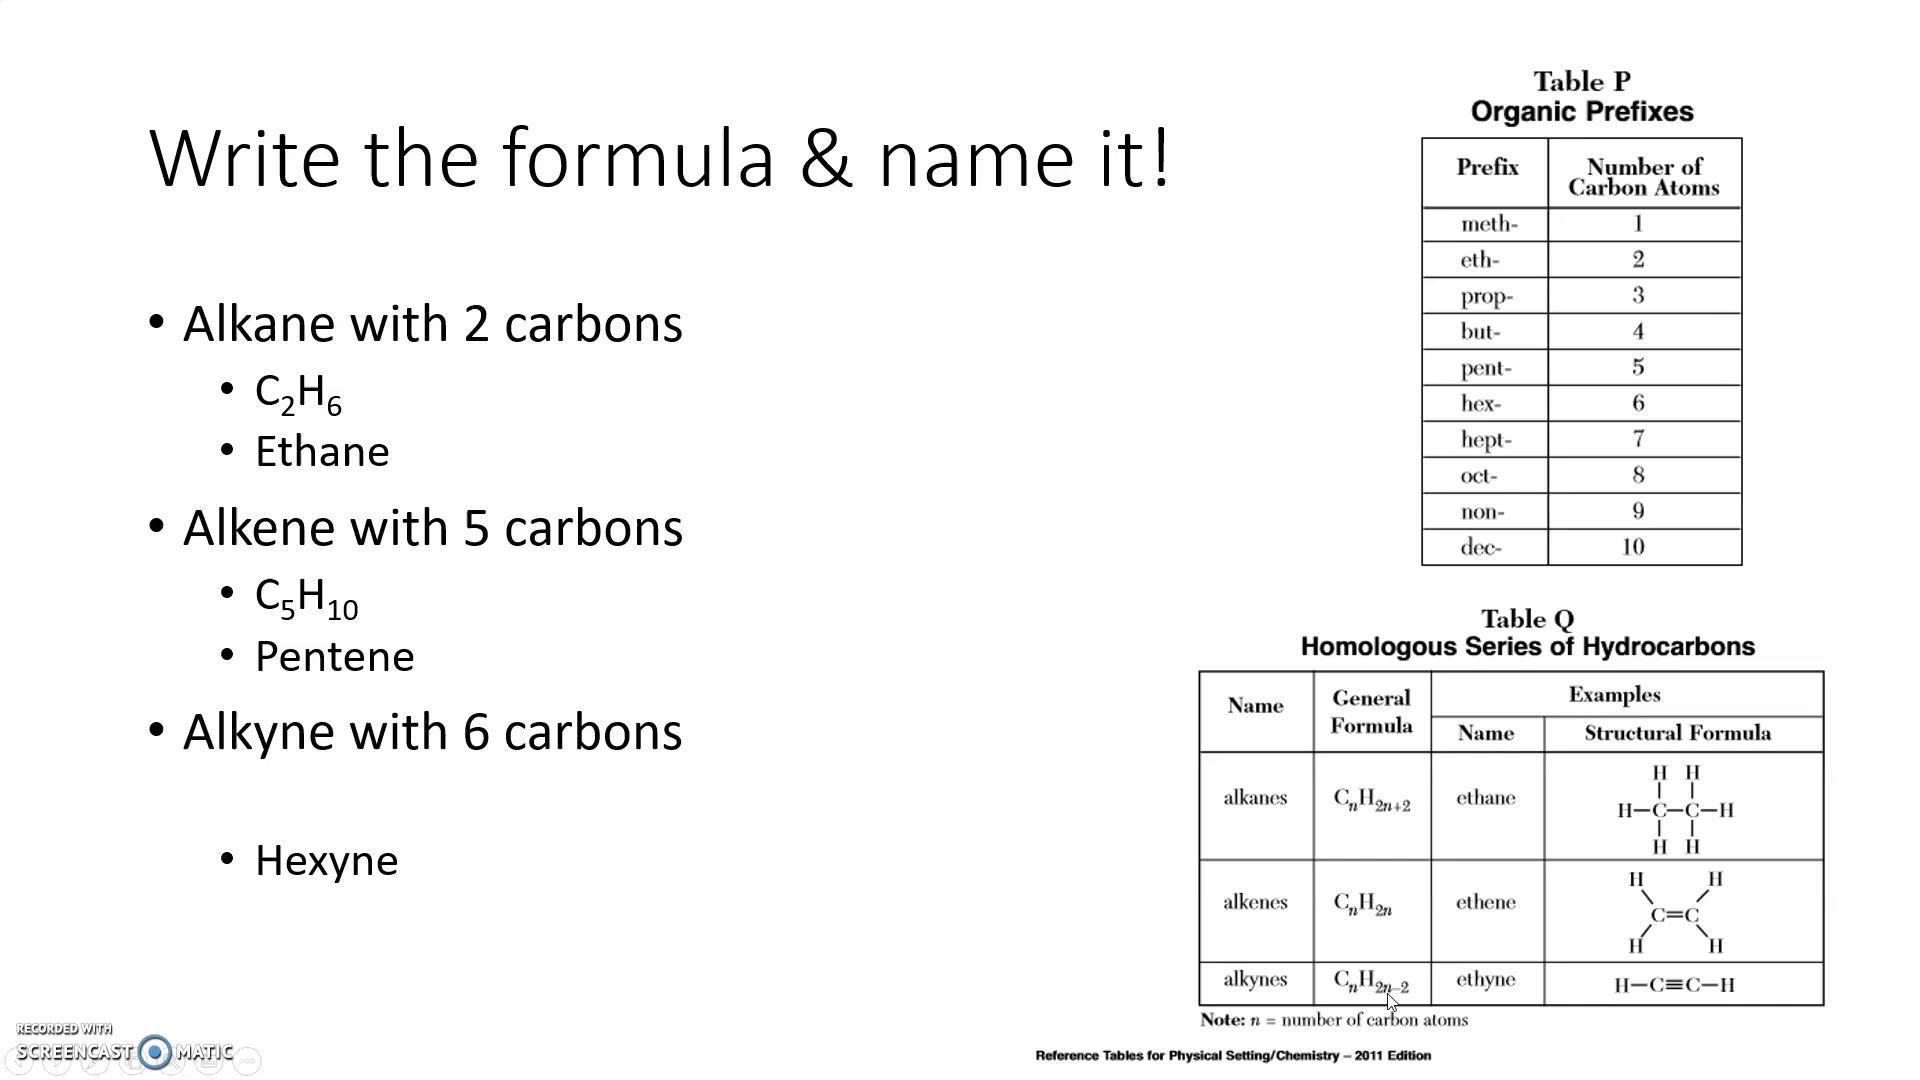 Write the formula & name it!
• Alkane with 2 carbons
• C₂H₆
• Ethane
• Alkene with 5 carbons
• C₅H₁₀
• Pentene
• Alkyne with 6 carbons
• Hexyne
Table P
Organic Prefixes
Prefix Number of Carbon Atoms
meth- 1
eth- 2
prop- 3
but- 4
pent- 5
hex- 6
hept- 7
oct- 8
non- 9
dec- 10
Table Q
Homologous Series of Hydrocarbons
Name General Formula Examples
Name Structural Formula
alkanes CₙH₂ₙ₊₂ ethane
H H
H—C—C—H
H H
alkenes CₙH₂ₙ ethene
H H
C=C
H H
alkynes CₙH₂ₙ₋₂ ethyne H—C≡C—H
Note: n = number of carbon atoms
Reference Tables for Physical Setting/Chemistry – 2011 Edition
RECORDED WITH
SCREENCAST MATIC